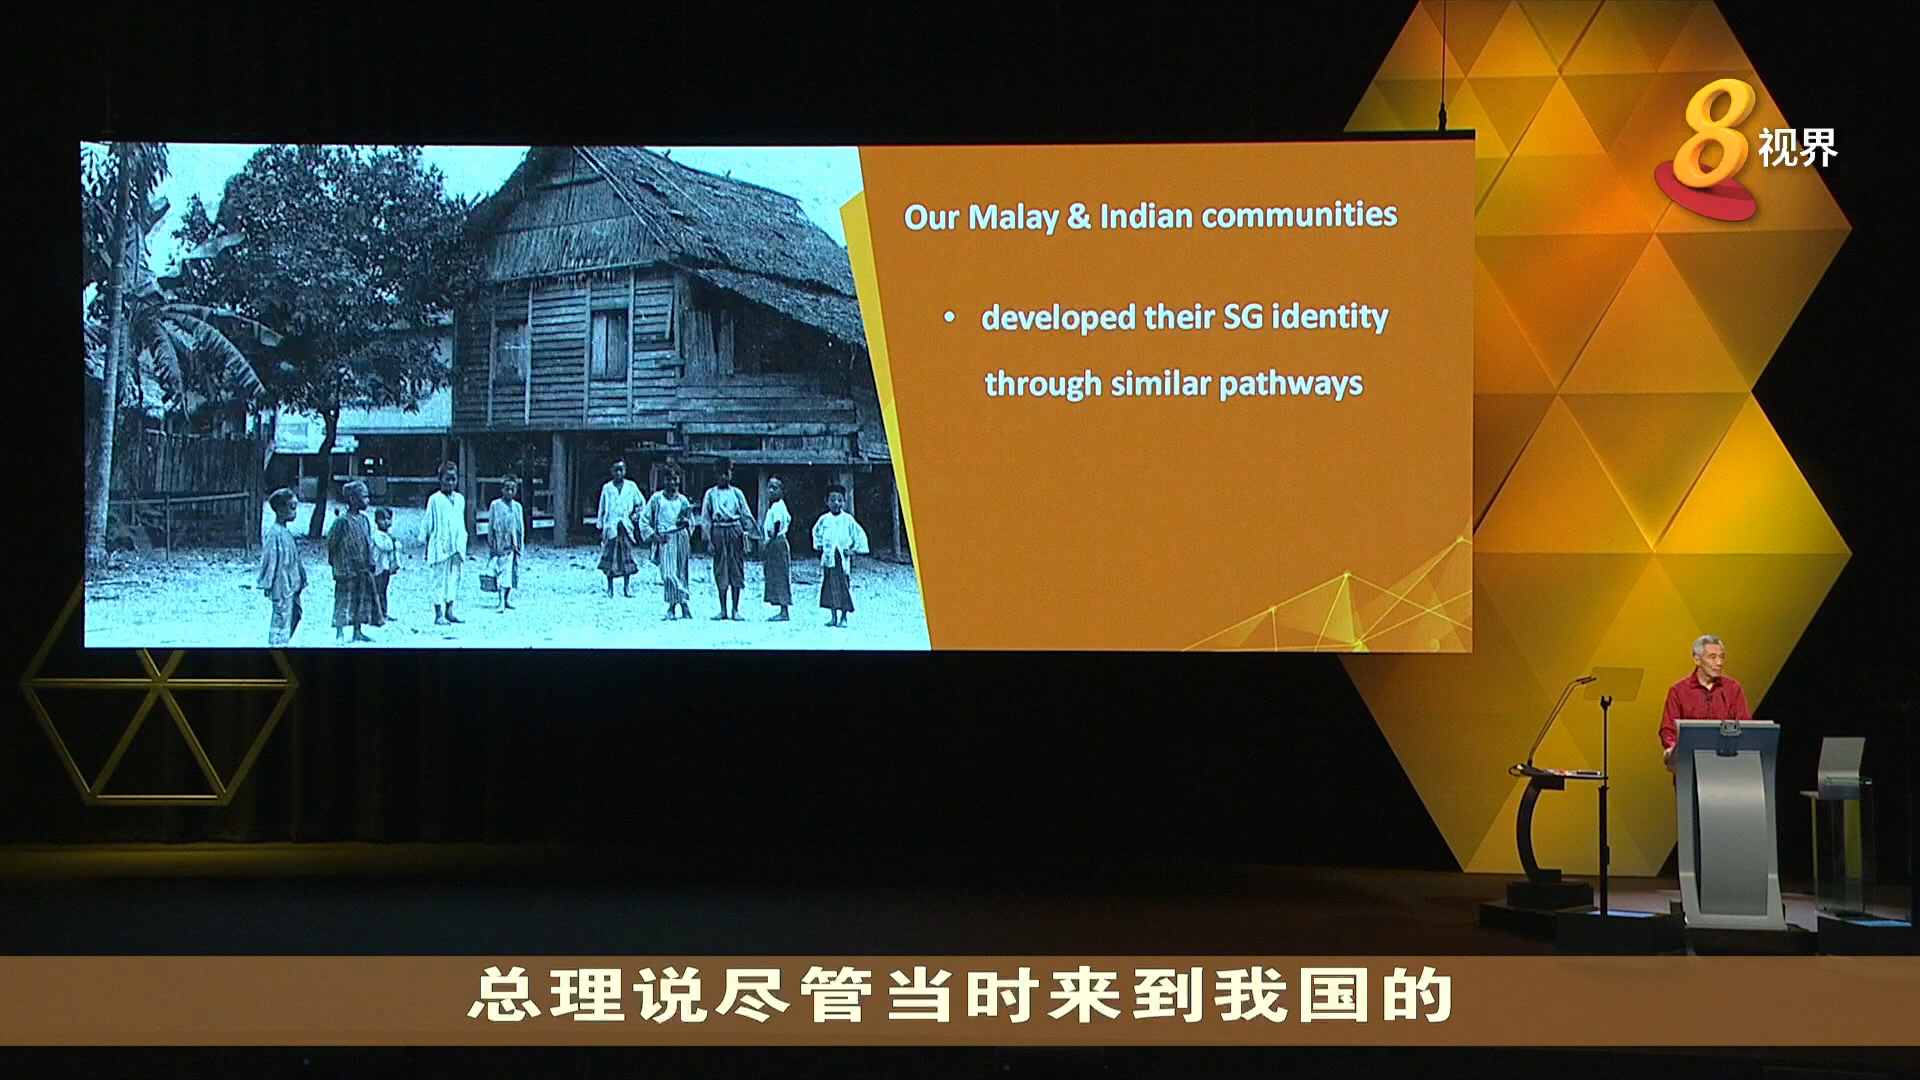 8视界
Our Malay & Indian communities
• developed their SG identity
through similar pathways
总理说尽管当时来到我国的